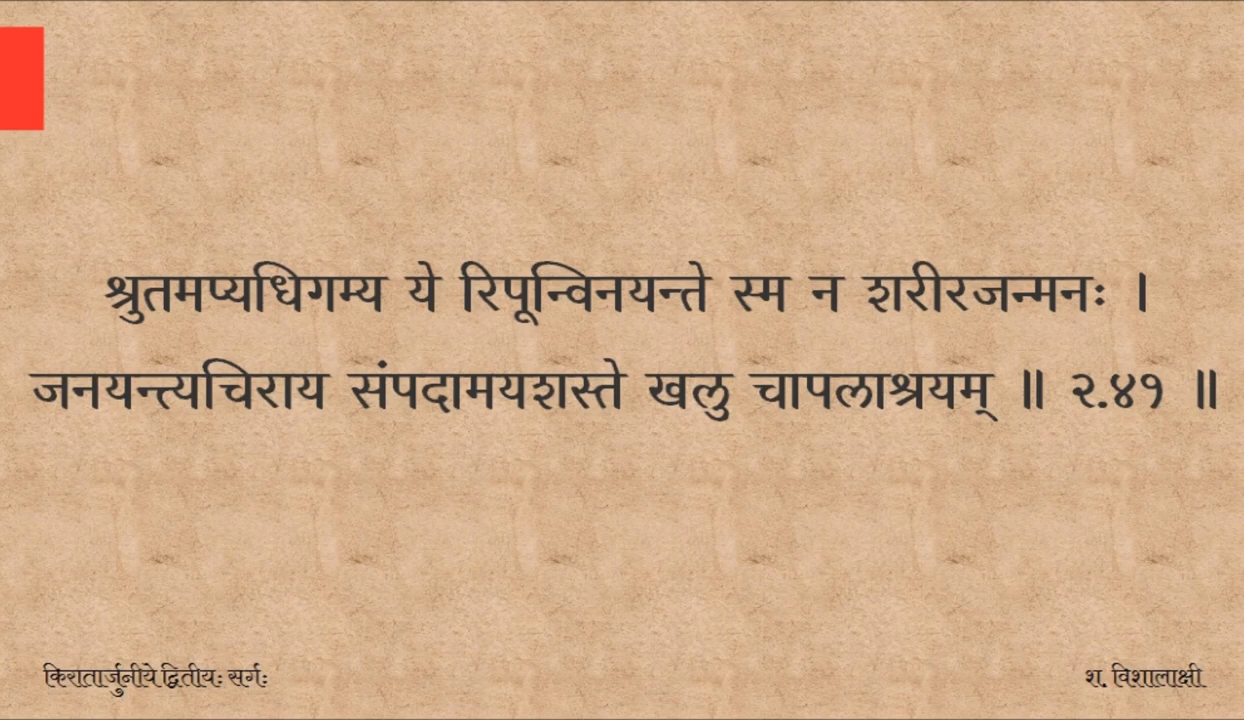 श्रुतमप्यधिगम्य ये रिपून्विनयन्ते स्म न शरीरजन्मनः ।
जनयन्त्यचिराय संपदामयशस्ते खलु चापलाश्रयम् ॥ २.४१ ॥
किरातार्जुनीये द्वितीयः सर्गः
श. विशालाक्षी